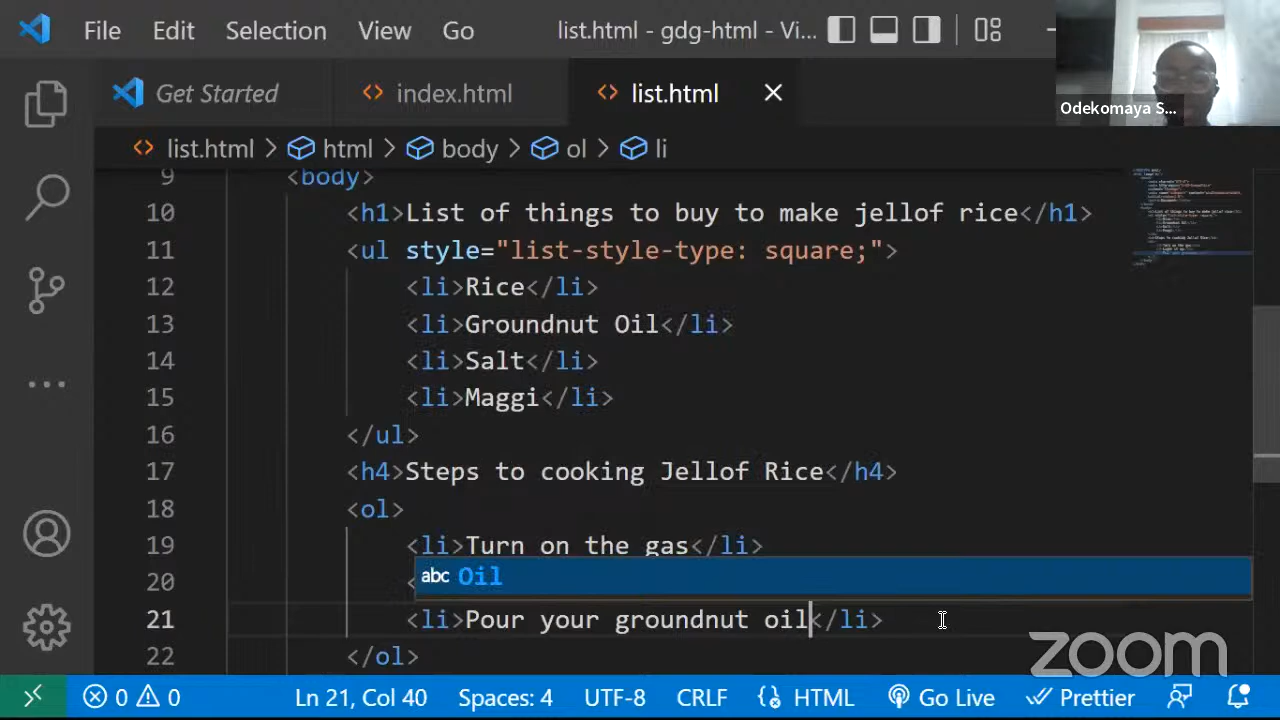 File Edit Selection View Go list.html - gdg-html - Vi...
Get Started index.html list.html
Odekomaya S...
list.html > html > body > ol > li
9 <body>
10 <h1>List of things to buy to make jellof rice</h1>
11 <ul style="list-style-type: square;">
12 <li>Rice</li>
13 <li>Groundnut Oil</li>
14 <li>Salt</li>
15 <li>Maggi</li>
16 </ul>
17 <h4>Steps to cooking Jellof Rice</h4>
18 <ol>
19 <li>Turn on the gas</li>
abc Oil
20 <
21 <li>Pour your groundnut oil</li>
22 </ol>
zoom
0 0 Ln 21, Col 40 Spaces: 4 UTF-8 CRLF HTML Go Live Prettier